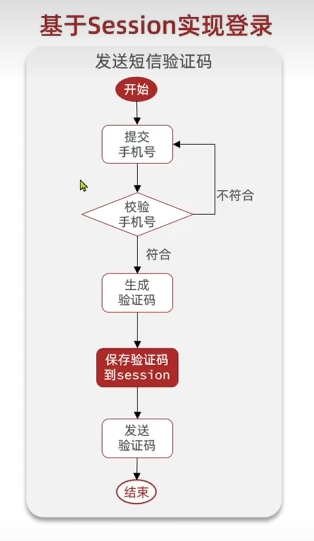 基于Session实现登录
发送短信验证码
开始
提交
手机号
不符合
校验
手机号
符合
生成
验证码
保存验证码
到session
发送
验证码
结束